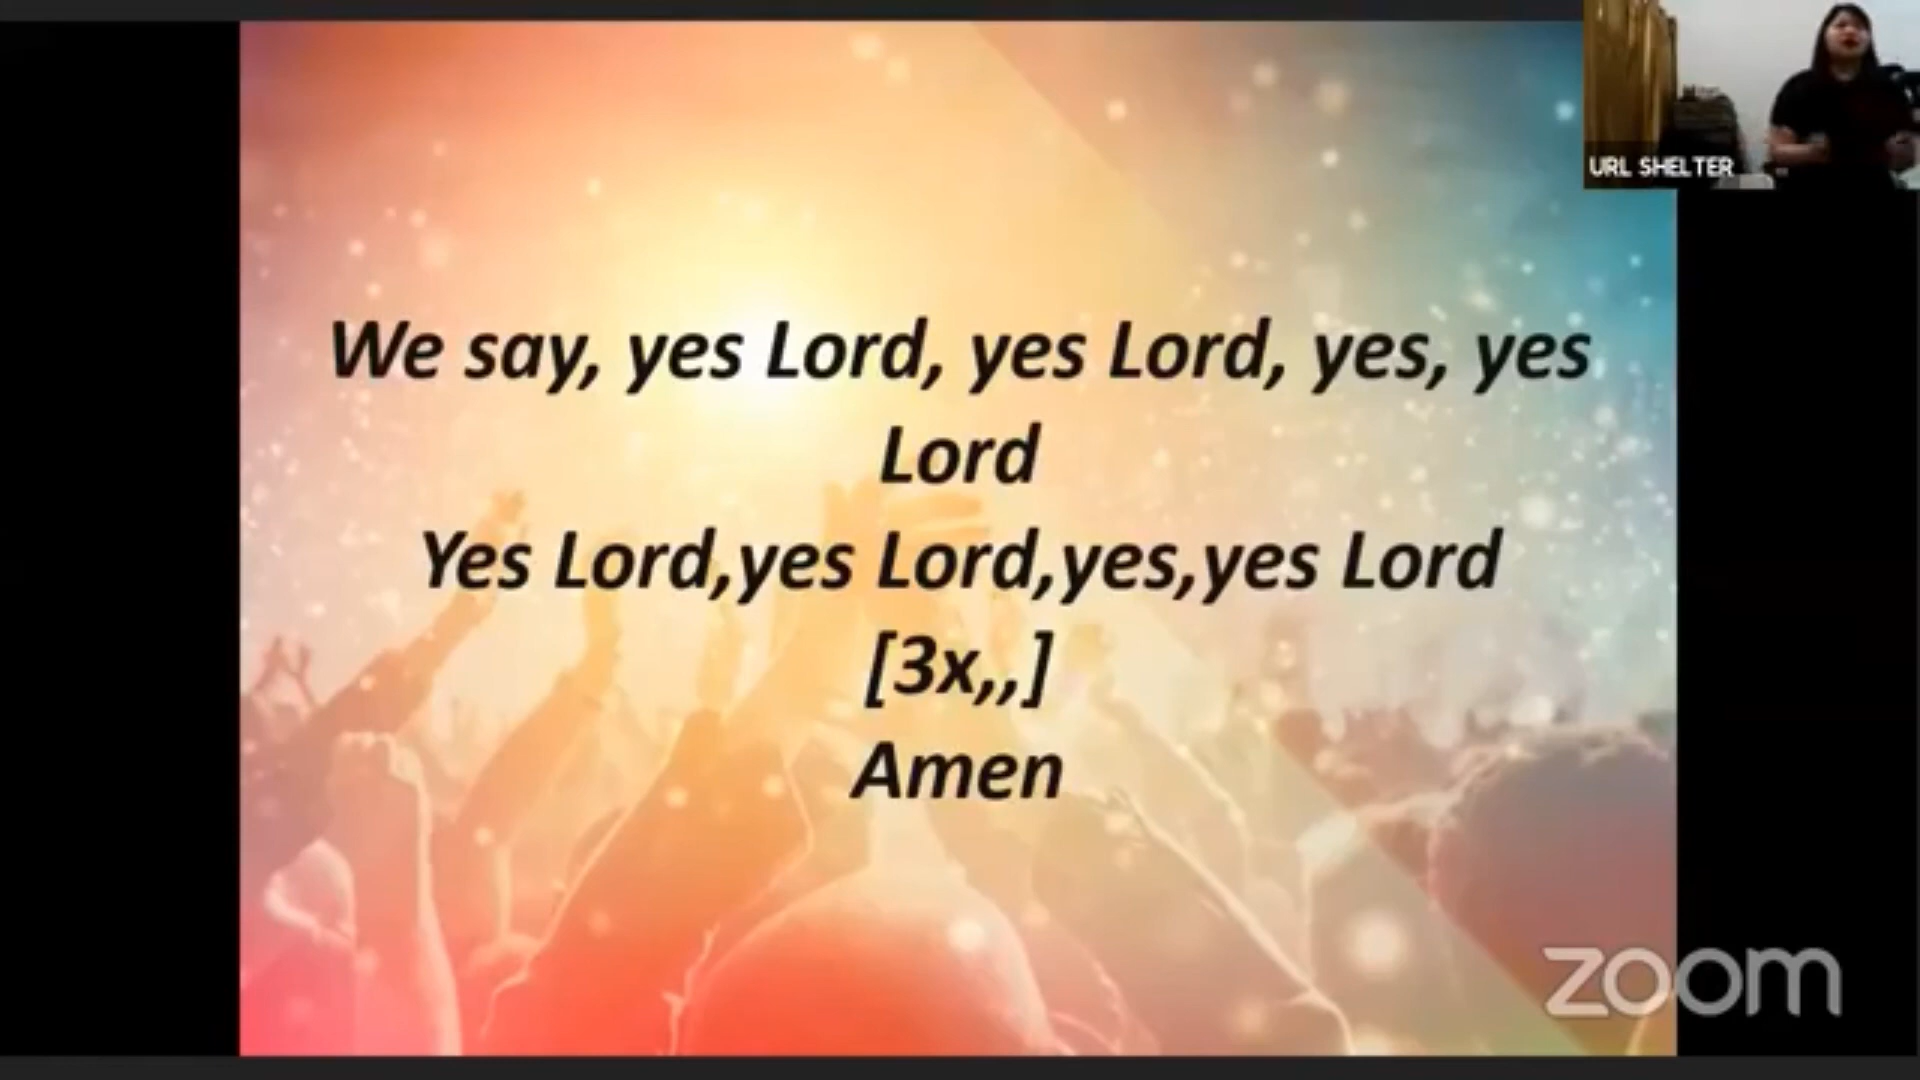 We say, yes Lord, yes Lord, yes, yes
Lord
Yes Lord,yes Lord,yes,yes Lord
[3x,,]
Amen
URL SHELTER
zoom